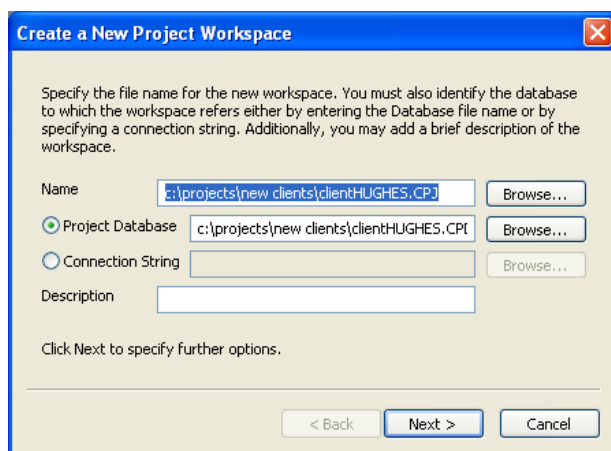 Create a New Project Workspace
Specify the file name for the new workspace. You must also identify the database
to which the workspace refers either by entering the Database file name or by
specifying a connection string. Additionally, you may add a brief description of the
workspace.
Name c:\projects\new clients\clientHUGHES.CPJ Browse...
Project Database c:\projects\new clients\clientHUGHES.CPI Browse...
Connection String Browse...
Description
Click Next to specify further options.
< Back Next > Cancel